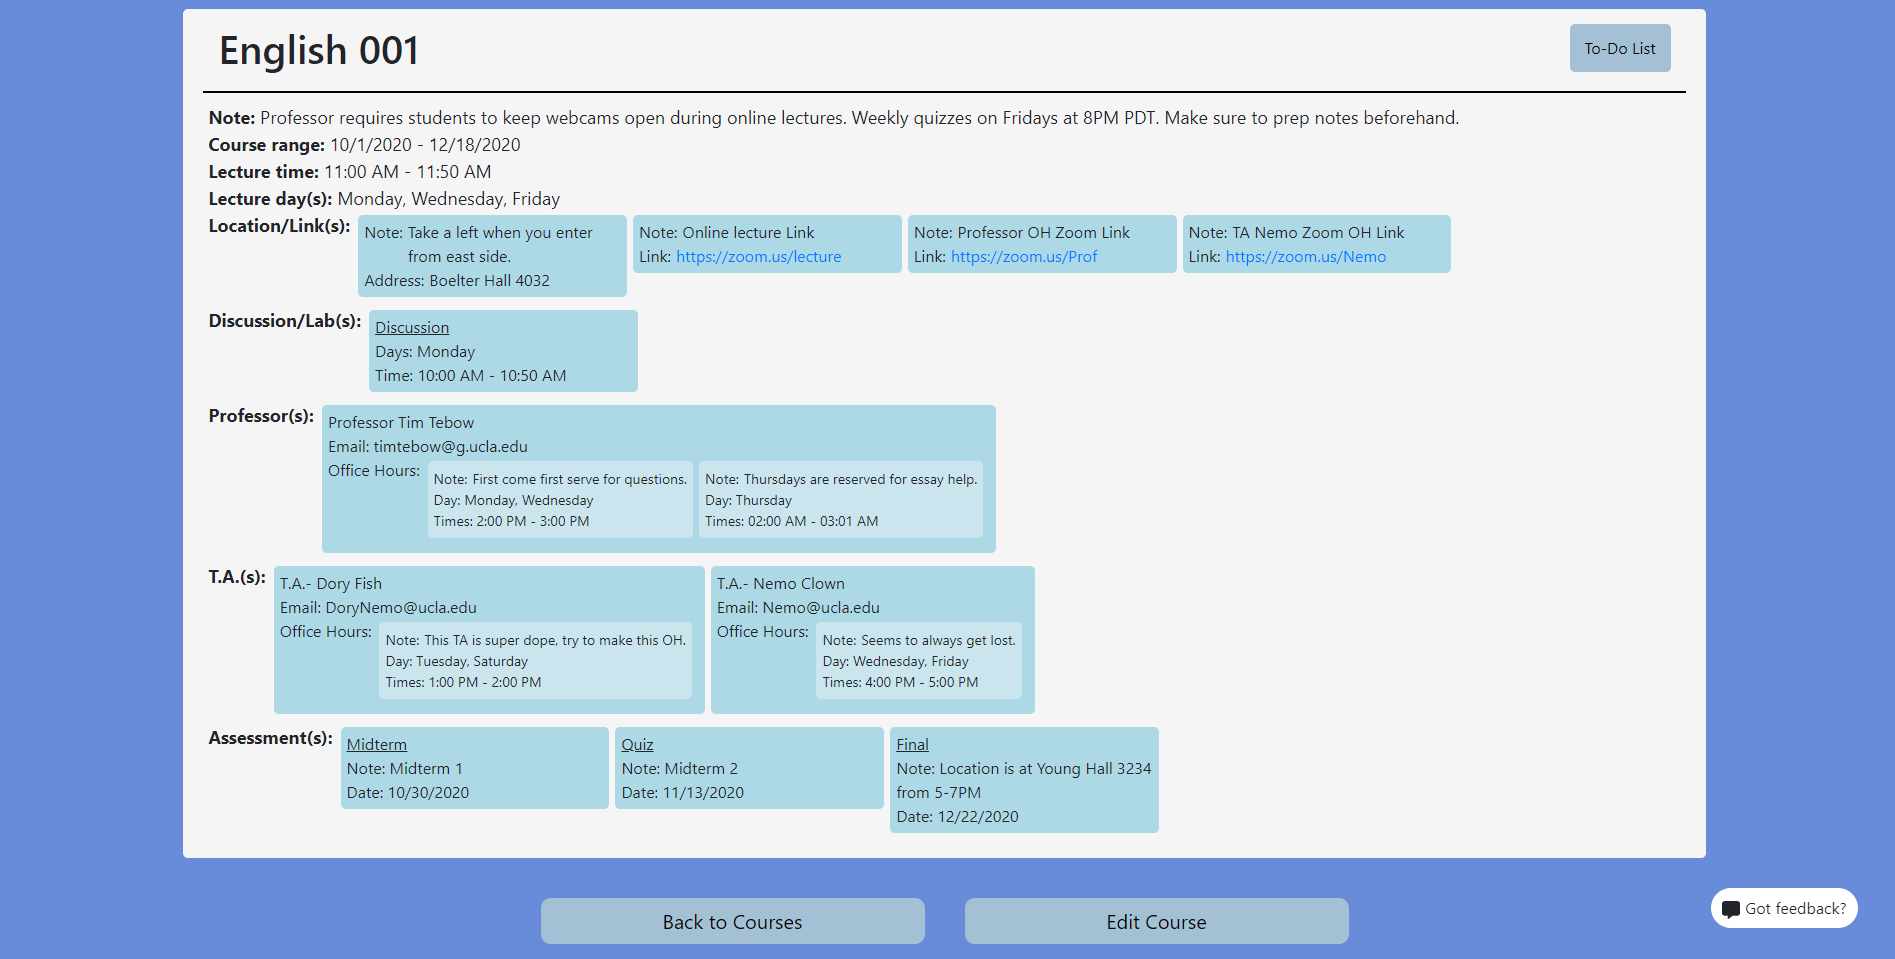 English 001
To-Do List
Note: Professor requires students to keep webcams open during online lectures. Weekly quizzes on Fridays at 8PM PDT. Make sure to prep notes beforehand.
Course range: 10/1/2020 - 12/18/2020
Lecture time: 11:00 AM - 11:50 AM
Lecture day(s): Monday, Wednesday, Friday
Location/Link(s):
Note: Take a left when you enter
from east side.
Address: Boelter Hall 4032
Note: Online lecture Link
Link: https://zoom.us/lecture
Note: Professor OH Zoom Link
Link: https://zoom.us/Prof
Note: TA Nemo Zoom OH Link
Link: https://zoom.us/Nemo
Discussion/Lab(s):
Discussion
Days: Monday
Time: 10:00 AM - 10:50 AM
Professor(s):
Professor Tim Tebow
Email: timtebow@g.ucla.edu
Office Hours:
Note: First come first serve for questions.
Day: Monday, Wednesday
Times: 2:00 PM - 3:00 PM
Note: Thursdays are reserved for essay help.
Day: Thursday
Times: 02:00 AM - 03:01 AM
T.A.(s):
T.A.- Dory Fish
Email: DoryNemo@ucla.edu
Office Hours:
Note: This TA is super dope, try to make this OH.
Day: Tuesday, Saturday
Times: 1:00 PM - 2:00 PM
T.A.- Nemo Clown
Email: Nemo@ucla.edu
Office Hours:
Note: Seems to always get lost.
Day: Wednesday, Friday
Times: 4:00 PM - 5:00 PM
Assessment(s):
Midterm
Note: Midterm 1
Date: 10/30/2020
Quiz
Note: Midterm 2
Date: 11/13/2020
Final
Note: Location is at Young Hall 3234
from 5-7PM
Date: 12/22/2020
Back to Courses
Edit Course
Got feedback?